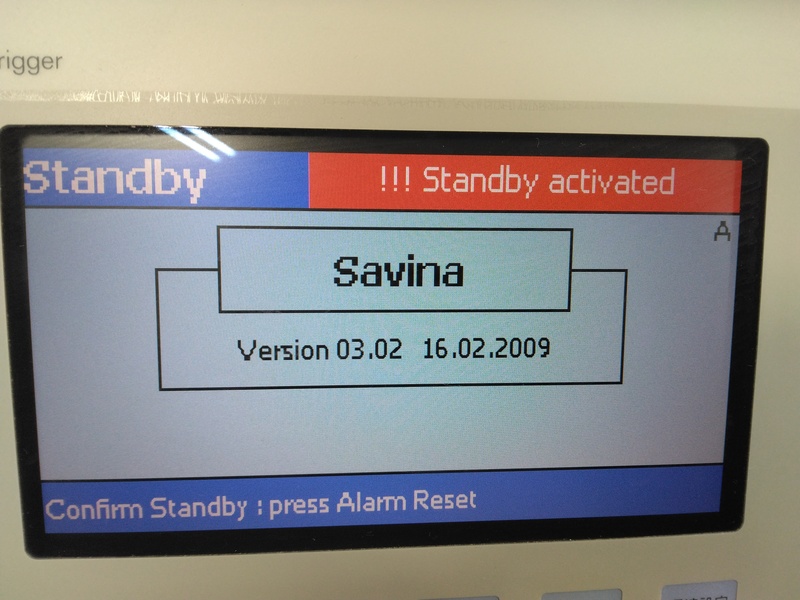 rigger
Standby !!! Standby activated
A
Savina
Version 03.02 16.02.2009
Confirm Standby : press Alarm Reset